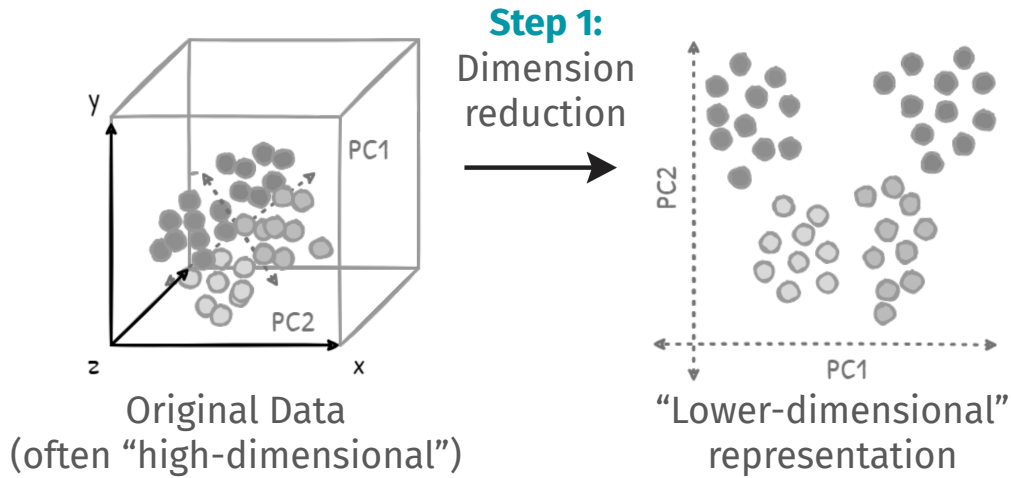 Step 1:
Dimension
reduction
y
PC1
PC2
z
x
Original Data
(often “high-dimensional”)
PC2
PC1
“Lower-dimensional”
representation